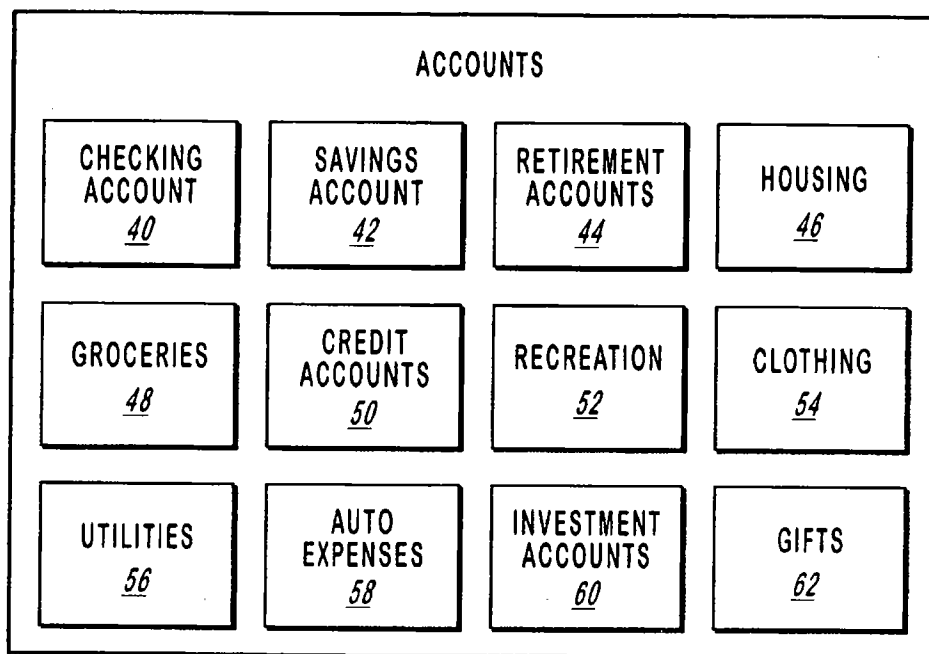 ACCOUNTS
CHECKING
ACCOUNT
40
SAVINGS
ACCOUNT
42
RETIREMENT
ACCOUNTS
44
HOUSING
46
GROCERIES
48
CREDIT
ACCOUNTS
50
RECREATION
52
CLOTHING
54
UTILITIES
56
AUTO
EXPENSES
58
INVESTMENT
ACCOUNTS
60
GIFTS
62